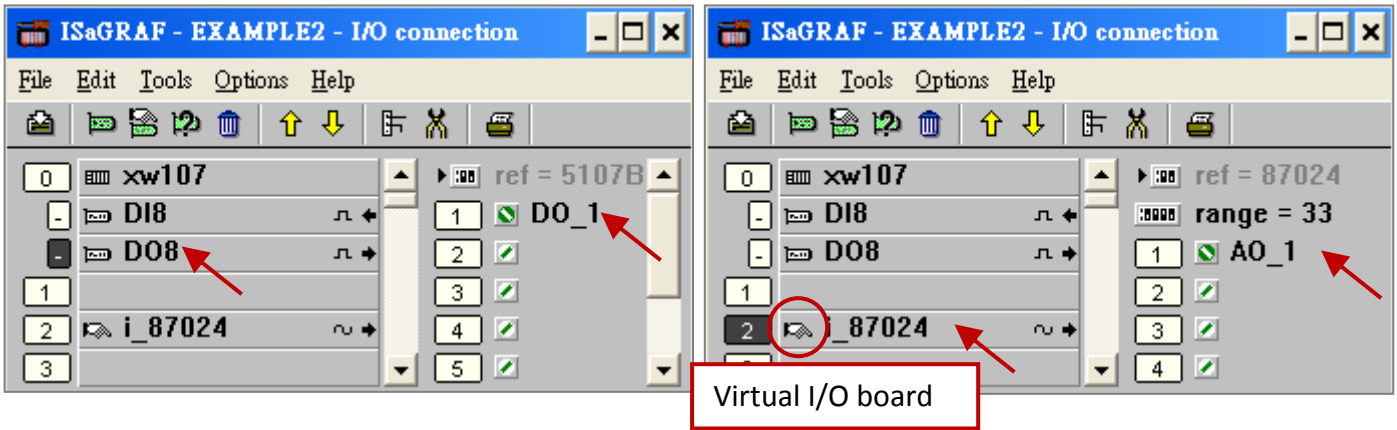 ISaGRAF - EXAMPLE2 - I/O connection
File Edit Tools Options Help
0 xw107
- DI8
- DO8
1
2 i_87024
3
ref = 5107B
1 DO_1
2
3
4
5
ISaGRAF - EXAMPLE2 - I/O connection
File Edit Tools Options Help
0 xw107
- DI8
- DO8
1
2 i_87024
ref = 87024
range = 33
1 AO_1
2
3
4
Virtual I/O board